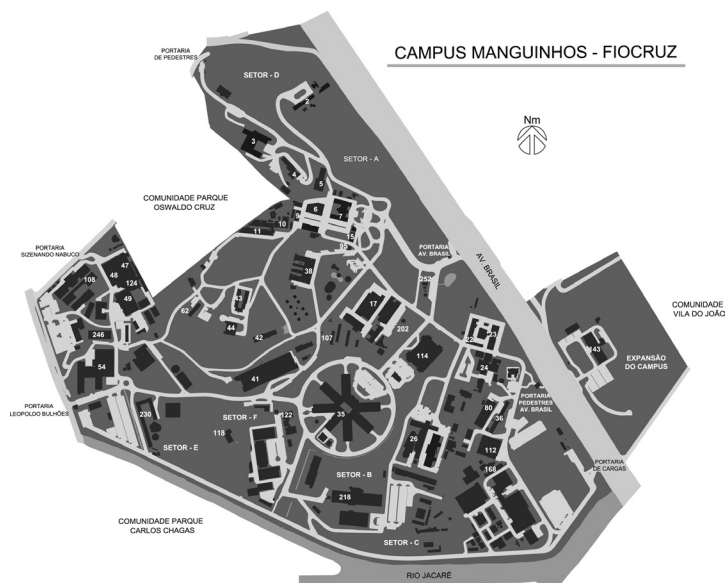 CAMPUS MANGUINHOS - FIOCRUZ
PORTARIA
DE PEDESTRES
SETOR - D
2
Nm
3
SETOR - A
4
5
COMUNIDADE PARQUE
OSWALDO CRUZ
9
6
7
10
11
15
95
PORTARIA
AV. BRASIL
AV. BRASIL
PORTARIA
SIZENANDO NABUCO
47
48
108
124
49
38
252
43
62
44
42
17
107
202
22
23
COMUNIDADE
VILA DO JOÃO
143
EXPANSÃO
DO CAMPUS
246
54
41
114
24
PORTARIA
PEDESTRES
AV. BRASIL
PORTARIA
LEOPOLDO BULHÕES
230
SETOR - F
122
35
80
36
118
26
SETOR - E
112
168
PORTARIA
DE CARGAS
SETOR - B
218
COMUNIDADE PARQUE
CARLOS CHAGAS
SETOR - C
RIO JACARÉ